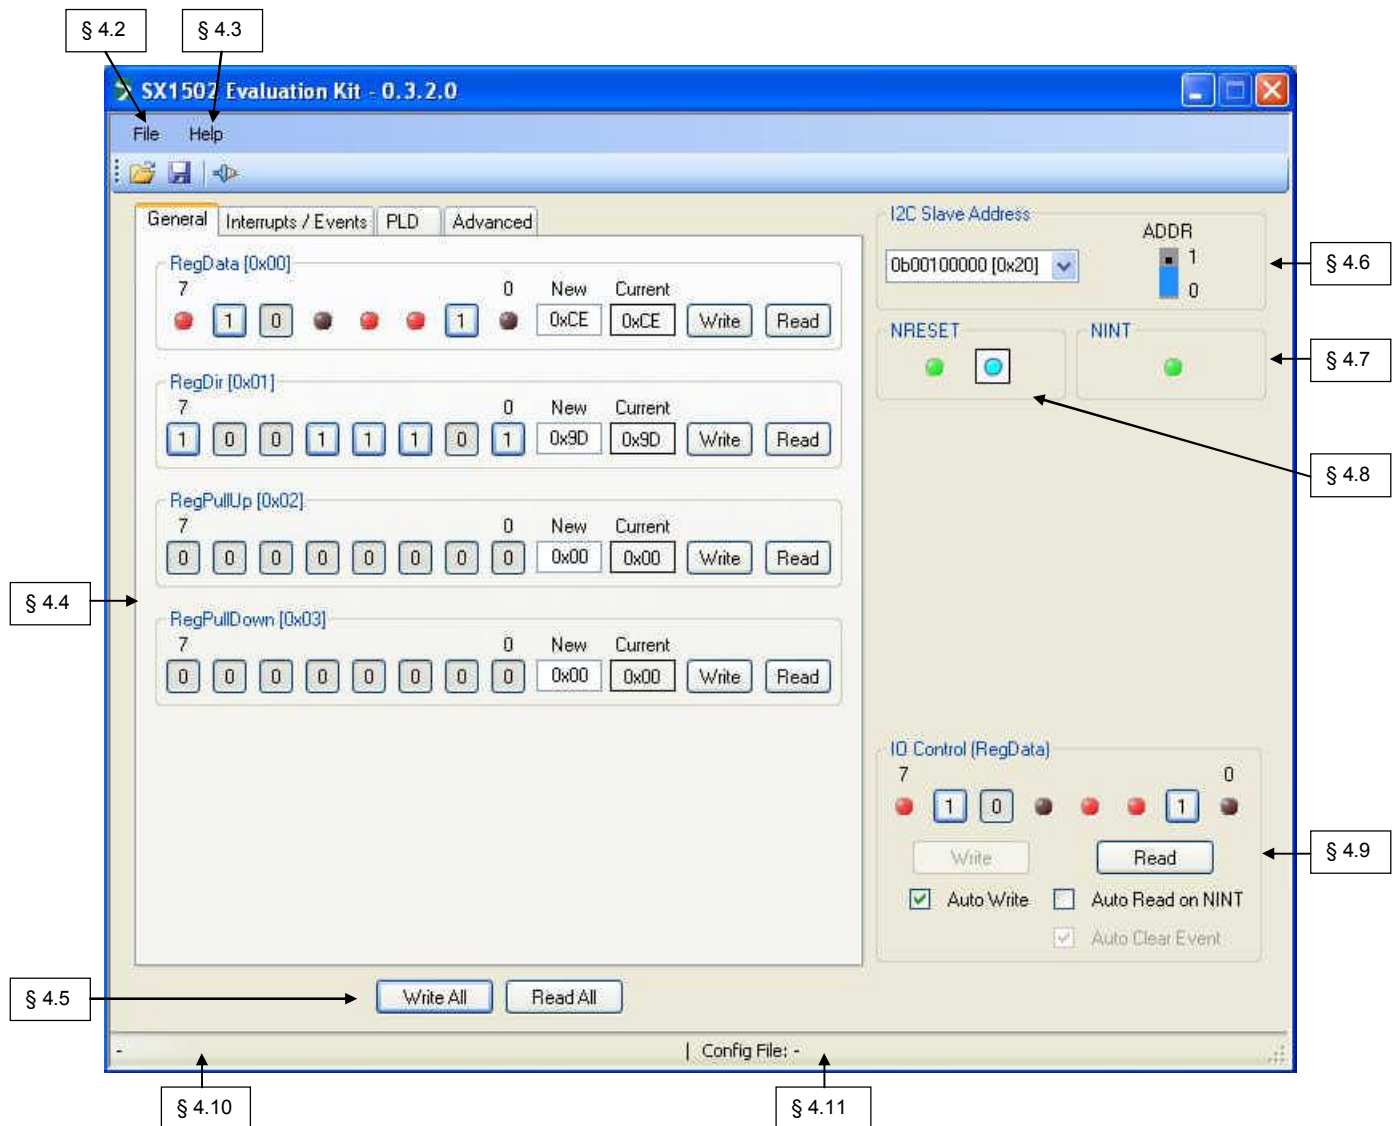 § 4.2 § 4.3
SX1502 Evaluation Kit - 0.3.2.0
File Help
General Interrupts / Events PLD Advanced
I2C Slave Address
ADDR
0b00100000 [0x20] 1
0
§ 4.6
RegData [0x00]
7 0 New Current
1 0 1 0xCE 0xCE Write Read
NRESET NINT
§ 4.7
RegDir [0x01]
7 0 New Current
1 0 0 1 1 1 0 1 0x9D 0x9D Write Read
§ 4.8
RegPullUp [0x02]
7 0 New Current
0 0 0 0 0 0 0 0 0x00 0x00 Write Read
§ 4.4
RegPullDown [0x03]
7 0 New Current
0 0 0 0 0 0 0 0 0x00 0x00 Write Read
IO Control (RegData)
7 0
1 0 1
Write Read
§ 4.9
Auto Write Auto Read on NINT
Auto Clear Event
§ 4.5
Write All Read All
- | Config File: -
§ 4.10 § 4.11